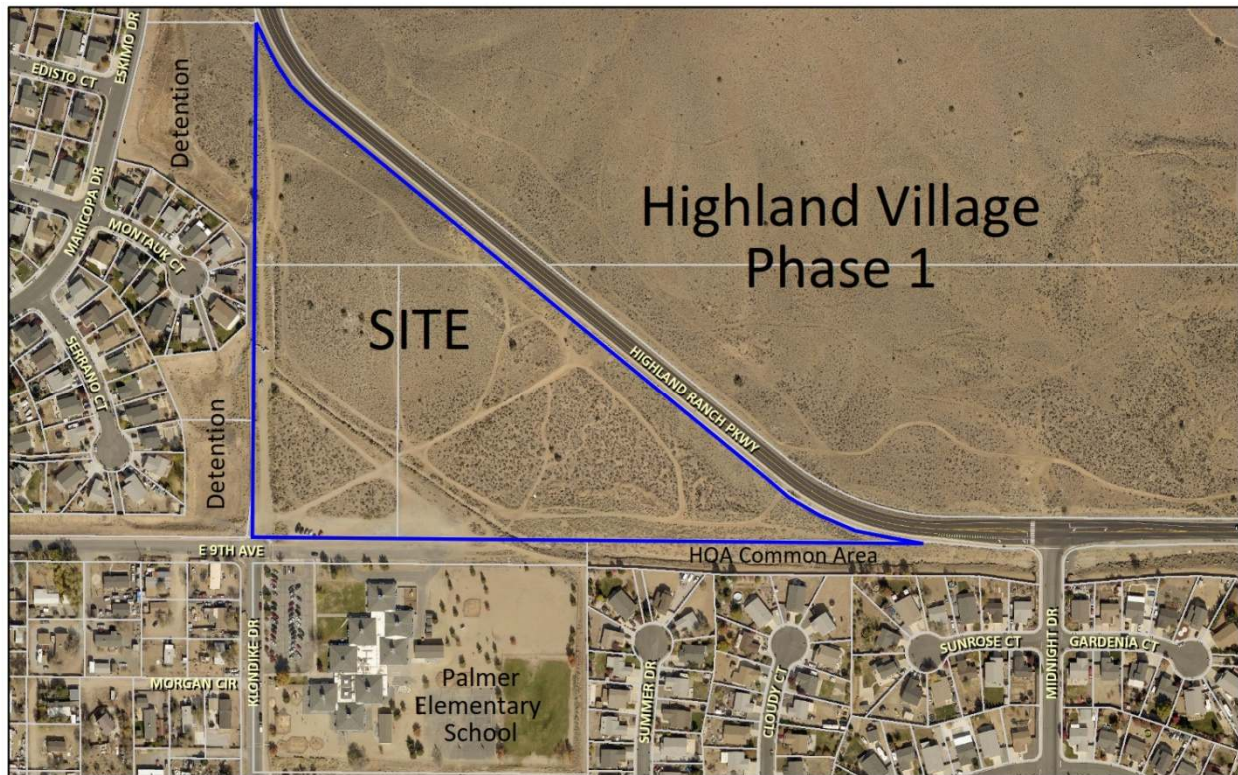 ESKIMO DR
EDISTO CT
Detention
MARICOPA DR
MONTAUK CT
Highland Village
Phase 1
SITE
SERRANO CT
HIGHLAND RANCH PKWY
Detention
E 9TH AVE
HOA Common Area
KLONDIKE DR
MORGAN CIR
Palmer
Elementary
School
SUMMER DR
CLOUDY CT
SUNROSE CT
MIDNIGHT DR
GARDENIA CT